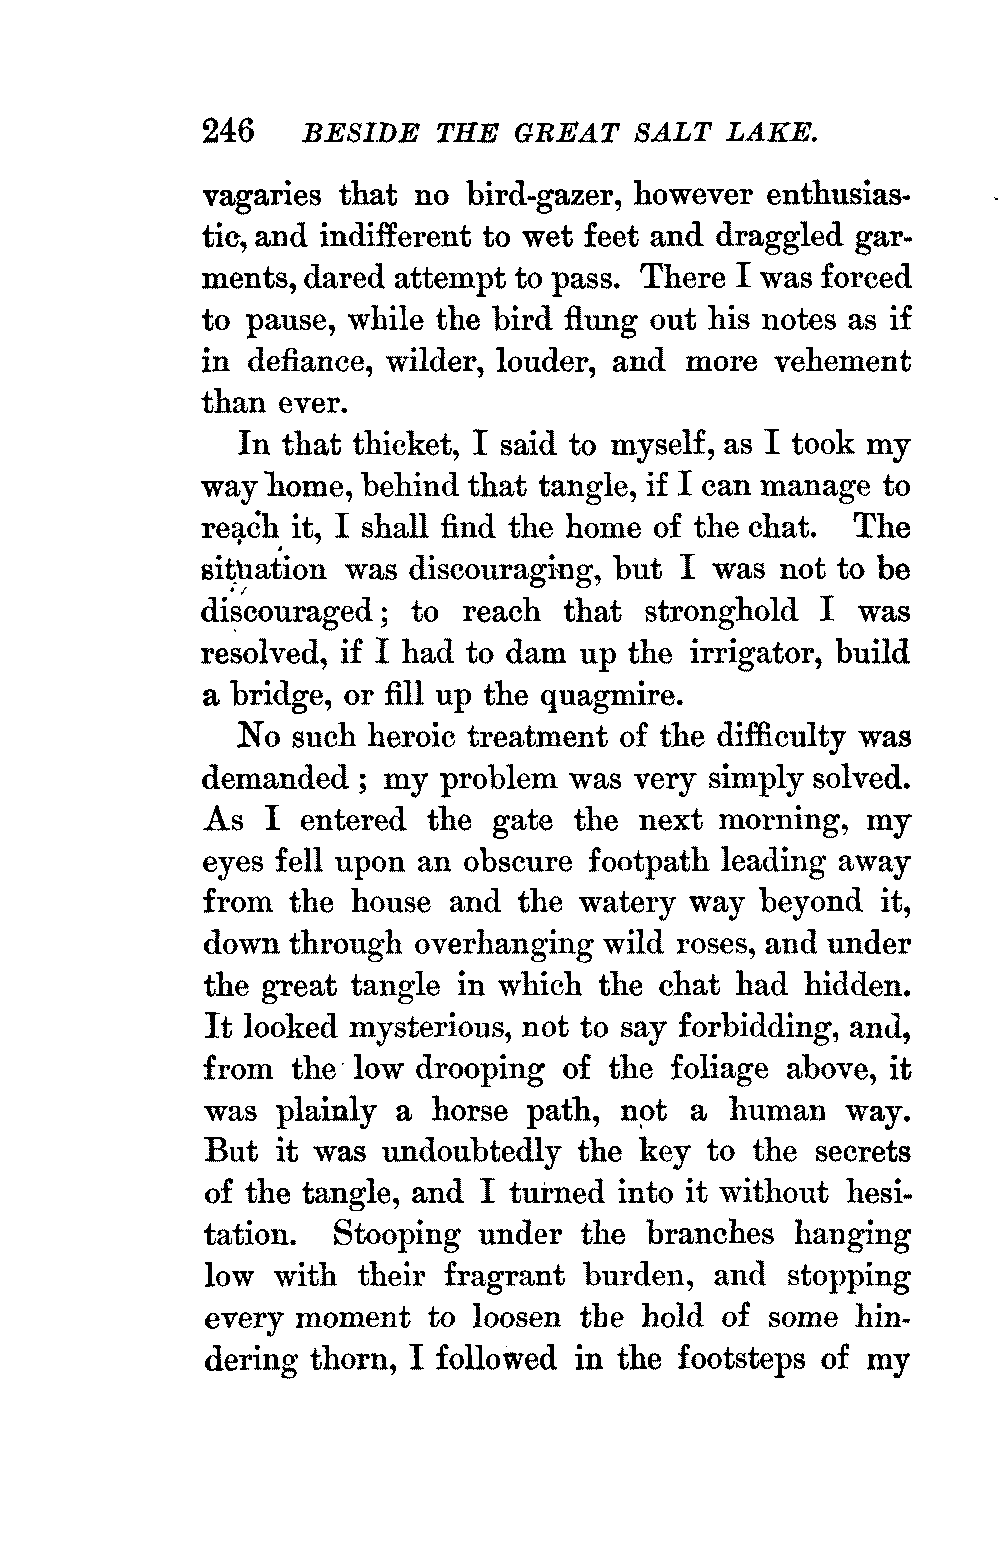 246 BESIDE THE GREAT SALT LAKE.
vagaries that no bird-gazer, however enthusias-
tic, and indifferent to wet feet and draggled gar-
ments, dared attempt to pass. There I was forced
to pause, while the bird flung out his notes as if
in defiance, wilder, louder, and more vehement
than ever.
In that thicket, I said to myself, as I took my
way home, behind that tangle, if I can manage to
reach it, I shall find the home of the chat. The
situation was discouraging, but I was not to be
discouraged; to reach that stronghold I was
resolved, if I had to dam up the irrigator, build
a bridge, or fill up the quagmire.
No such heroic treatment of the difficulty was
demanded; my problem was very simply solved.
As I entered the gate the next morning, my
eyes fell upon an obscure footpath leading away
from the house and the watery way beyond it,
down through overhanging wild roses, and under
the great tangle in which the chat had hidden.
It looked mysterious, not to say forbidding, and,
from the low drooping of the foliage above, it
was plainly a horse path, not a human way.
But it was undoubtedly the key to the secrets
of the tangle, and I turned into it without hesi-
tation. Stooping under the branches hanging
low with their fragrant burden, and stopping
every moment to loosen the hold of some hin-
dering thorn, I followed in the footsteps of my